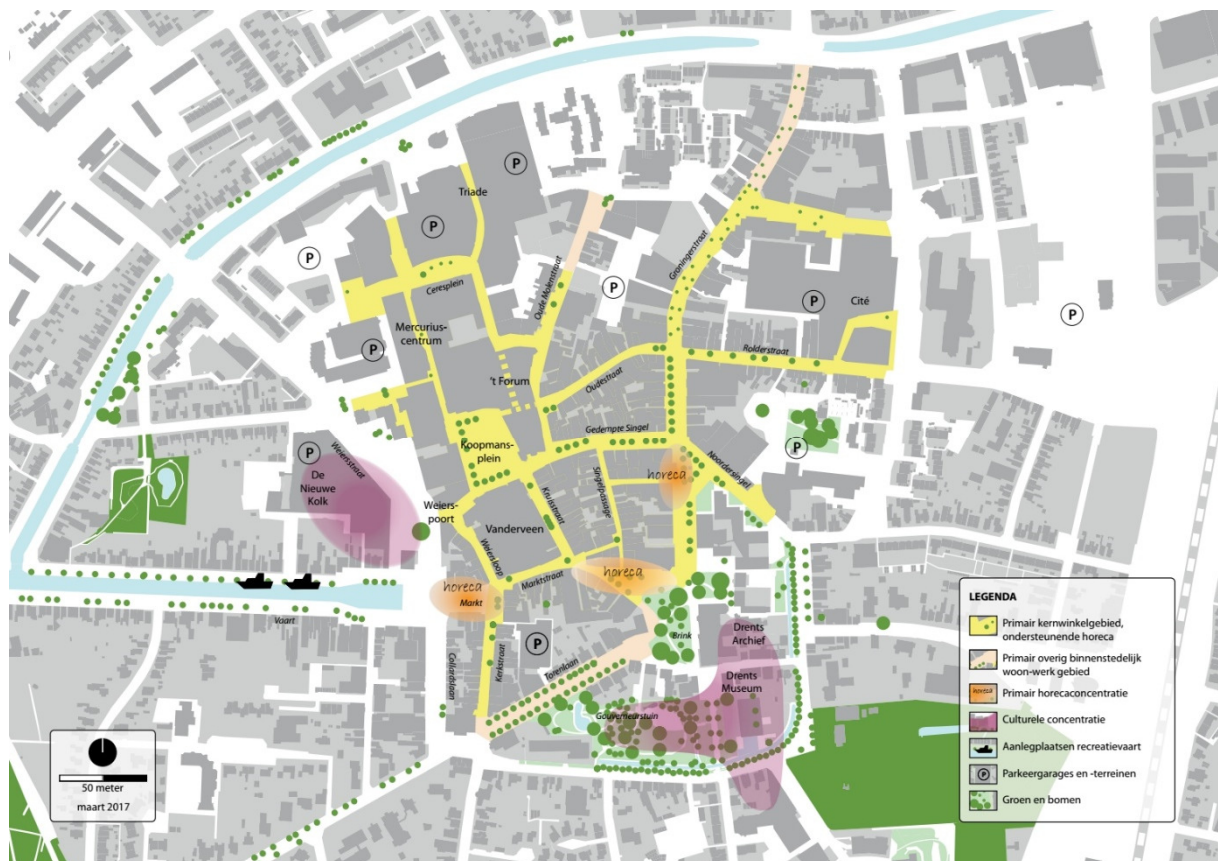 P
Triade
P
P
Ceresplein
Oude Molenstraat
P
Groningerstraat
P
Cité
P
Mercurius-
centrum
P
Rolderstraat
't Forum
Oudestraat
Gedempte Singel
Koopmans-
plein
P
P
Weierstraat
De
Nieuwe
Kolk
horeca
Noordersingel
Singelpassage
Weiers-
poort
Kruisstraat
Vanderveen
Weiersloop
Marktstraat
horeca
horeca
Markt
Vaart
P
Brink
Drents
Archief
Collardslaan
Kerkstraat
Torenlaan
Drents
Museum
Gouverneurstuin
50 meter
maart 2017
LEGENDA
Primair kernwinkelgebied,
ondersteunende horeca
Primair overig binnenstedelijk
woon-werk gebied
horeca
Primair horecaconcentratie
Culturele concentratie
Aanlegplaatsen recreatievaart
P
Parkeergarages en -terreinen
Groen en bomen